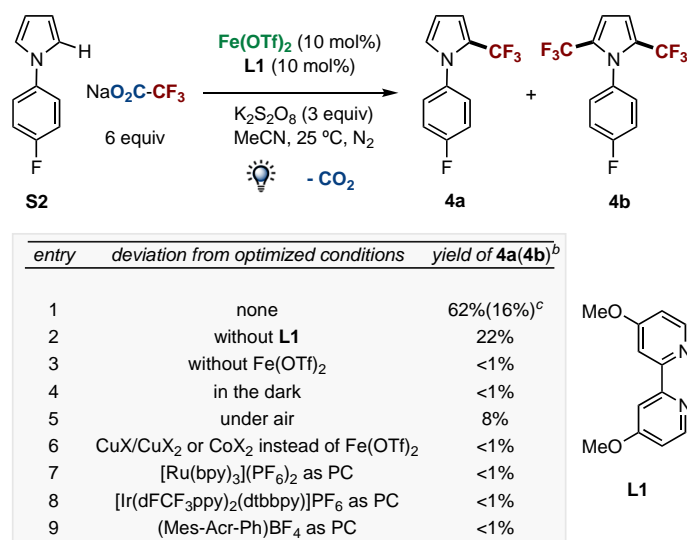 H
N
F
S2
NaO₂C-CF₃
6 equiv
Fe(OTf)₂ (10 mol%)
L1 (10 mol%)
K₂S₂O₈ (3 equiv)
MeCN, 25 ºC, N₂
- CO₂
N
CF₃
F
4a
+
F₃C
N
CF₃
F
4b
entry deviation from optimized conditions yield of 4a(4b)ᵇ
1 none 62%(16%)ᶜ
2 without L1 22%
3 without Fe(OTf)₂ <1%
4 in the dark <1%
5 under air 8%
6 CuX/CuX₂ or CoX₂ instead of Fe(OTf)₂ <1%
7 [Ru(bpy)₃](PF₆)₂ as PC <1%
8 [Ir(dFCF₃ppy)₂(dtbbpy)]PF₆ as PC <1%
9 (Mes-Acr-Ph)BF₄ as PC <1%
MeO
N
N
MeO
L1